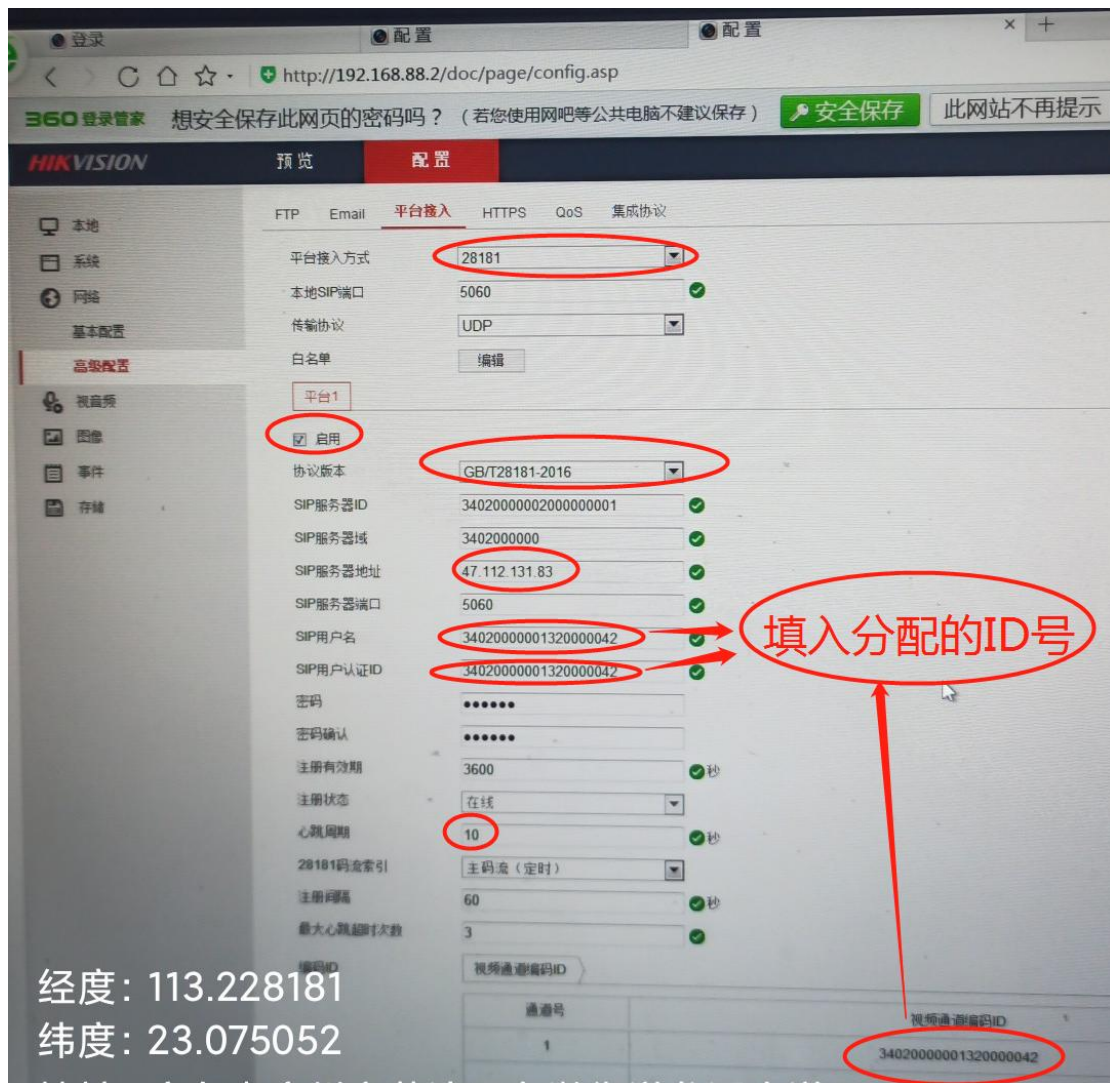 登录 配置 配置
http://192.168.88.2/doc/page/config.asp
360登录管家 想安全保存此网页的密码吗？（若您使用网吧等公共电脑不建议保存） 安全保存 此网站不再提示
HIKVISION 预览 配置
FTP Email 平台接入 HTTPS QoS 集成协议
本地
系统
网络
基本配置
高级配置
视音频
图像
事件
存储
平台接入方式 28181
本地SIP端口 5060
传输协议 UDP
白名单 编辑
平台1
启用
协议版本 GB/T28181-2016
SIP服务器ID 34020000002000000001
SIP服务器域 3402000000
SIP服务器地址 47.112.131.83
SIP服务器端口 5060
SIP用户名 34020000001320000042
SIP用户认证ID 34020000001320000042
填入分配的ID号
密码 ••••••
密码确认 ••••••
注册有效期 3600 秒
注册状态 在线
心跳周期 10 秒
28181码流索引 主码流（定时）
注册间隔 60 秒
最大心跳超时次数 3
编码ID 视频通道编码ID
通道号 视频通道编码ID
1 34020000001320000042
经度：113.228181
纬度：23.075052